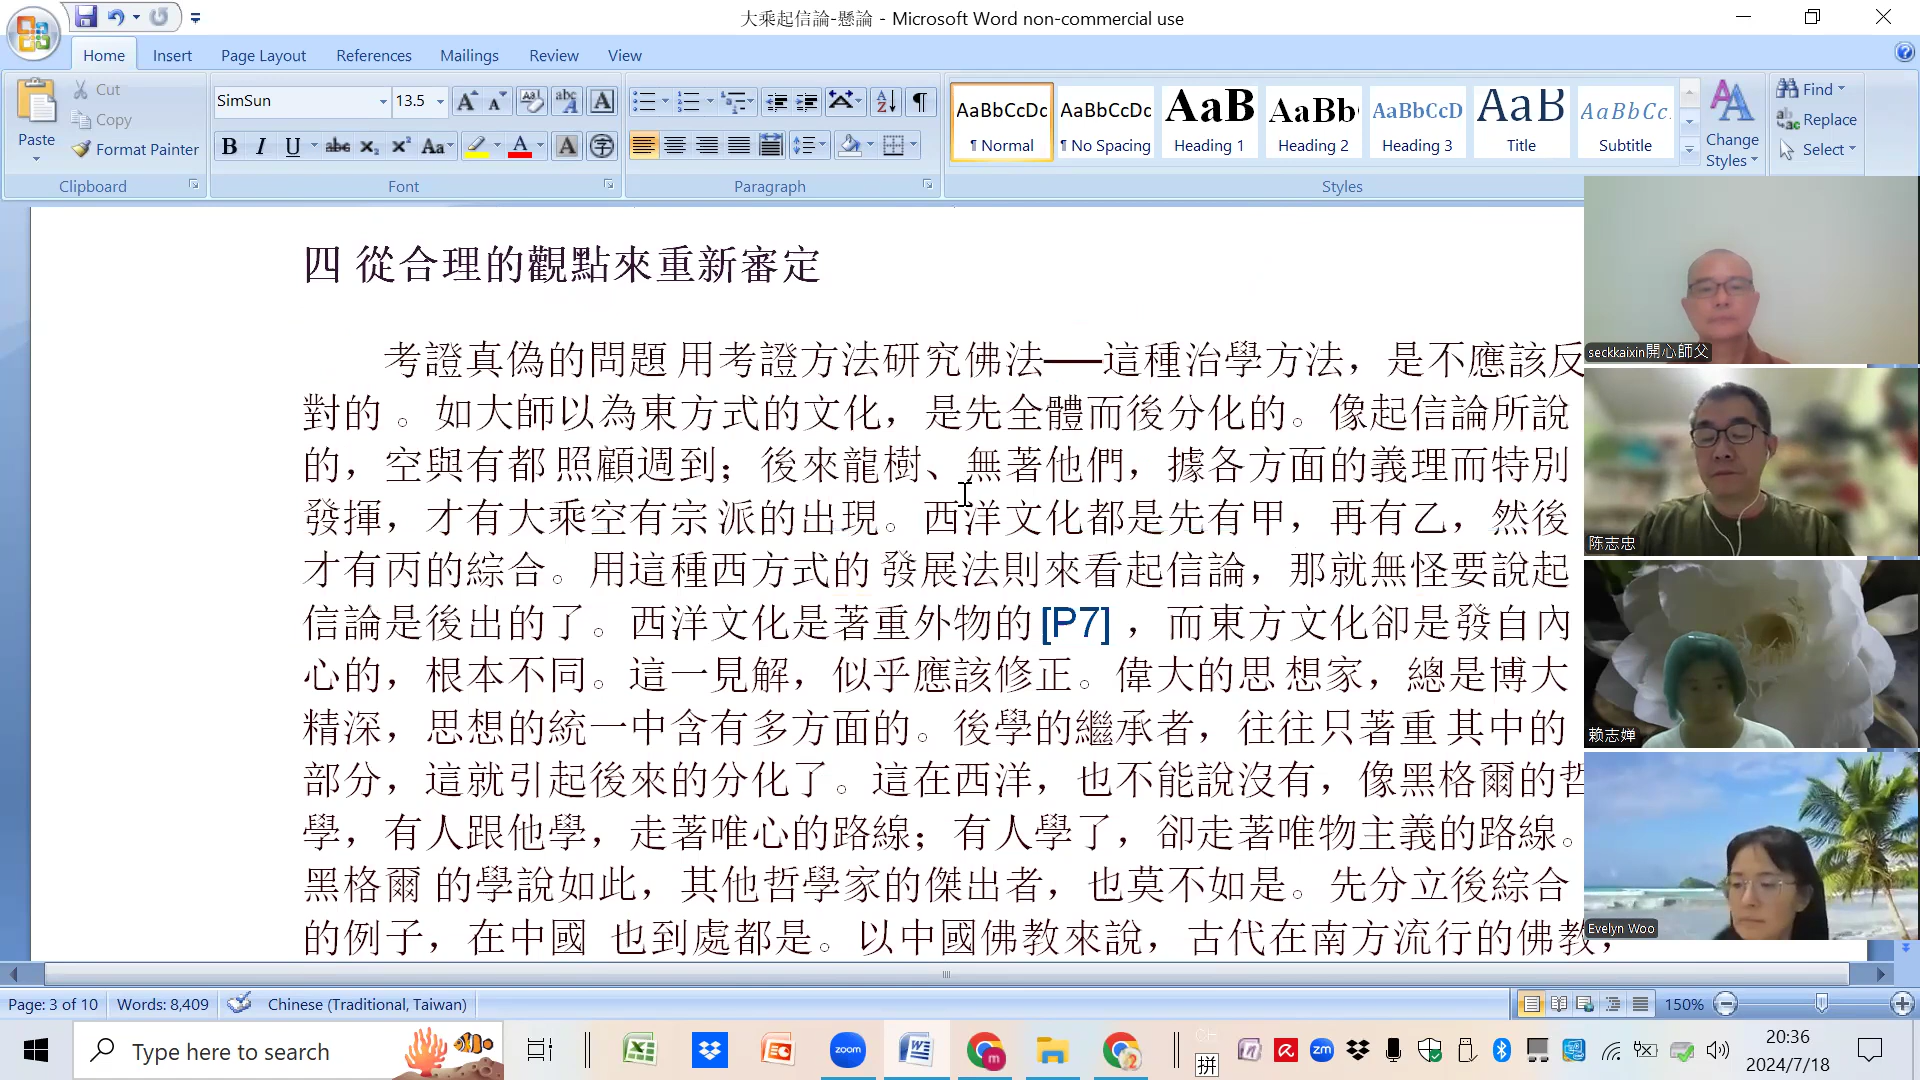 大乘起信論-懸論 - Microsoft Word non-commercial use
Home Insert Page Layout References Mailings Review View
Paste Cut Copy Format Painter
SimSun 13.5
AaBbCcDc AaBbCcDc AaB AaBb AaBbCcD AaB AaBbCc.
¶ Normal ¶ No Spacing Heading 1 Heading 2 Heading 3 Title Subtitle
Change Styles
Find Replace Select
Clipboard Font Paragraph Styles
四 從合理的觀點來重新審定
考證真偽的問題 用考證方法研究佛法──這種治學方法，是不應該反
對的 。如大師以為東方式的文化，是先全體而後分化的。像起信論所說
的，空與有都 照顧週到；後來龍樹、無著他們，據各方面的義理而特別
發揮，才有大乘空有宗 派的出現。西洋文化都是先有甲，再有乙，然後
才有丙的綜合。用這種西方式的 發展法則來看起信論，那就無怪要說起
信論是後出的了。西洋文化是著重外物的 [P7] ，而東方文化卻是發自內
心的，根本不同。這一見解，似乎應該修正。偉大的思 想家，總是博大
精深，思想的統一中含有多方面的。後學的繼承者，往往只著重 其中的
部分，這就引起後來的分化了。這在西洋，也不能說沒有，像黑格爾的哲
學，有人跟他學，走著唯心的路線；有人學了，卻走著唯物主義的路線。
黑格爾 的學說如此，其他哲學家的傑出者，也莫不如是。先分立後綜合
的例子，在中國 也到處都是。以中國佛教來說，古代在南方流行的佛教，
seckkaixin開心師父
陈志忠
赖志婵
Evelyn Woo
Page: 3 of 10 Words: 8,409 Chinese (Traditional, Taiwan) 150%
Type here to search
zoom
CH
拼
zm
20:36
2024/7/18